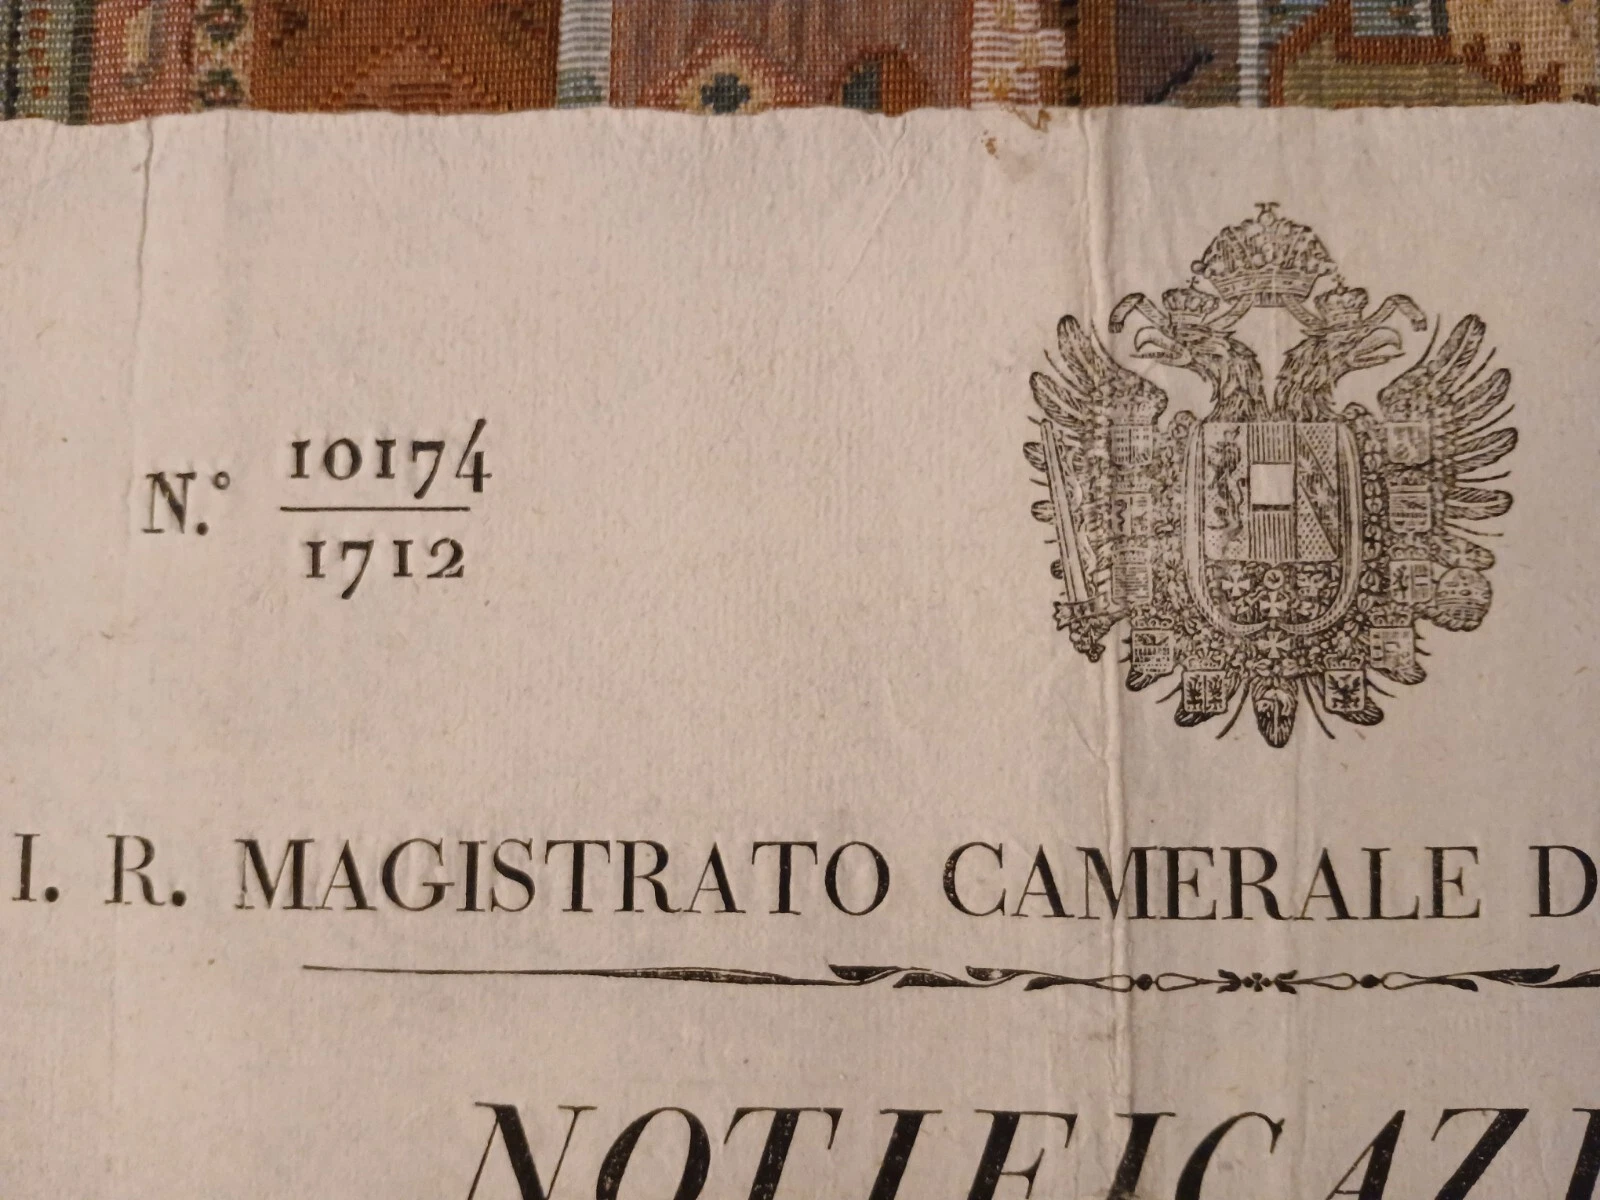 N.° 10174
1712
I. R. MAGISTRATO CAMERALE D
NOTIFICAZI